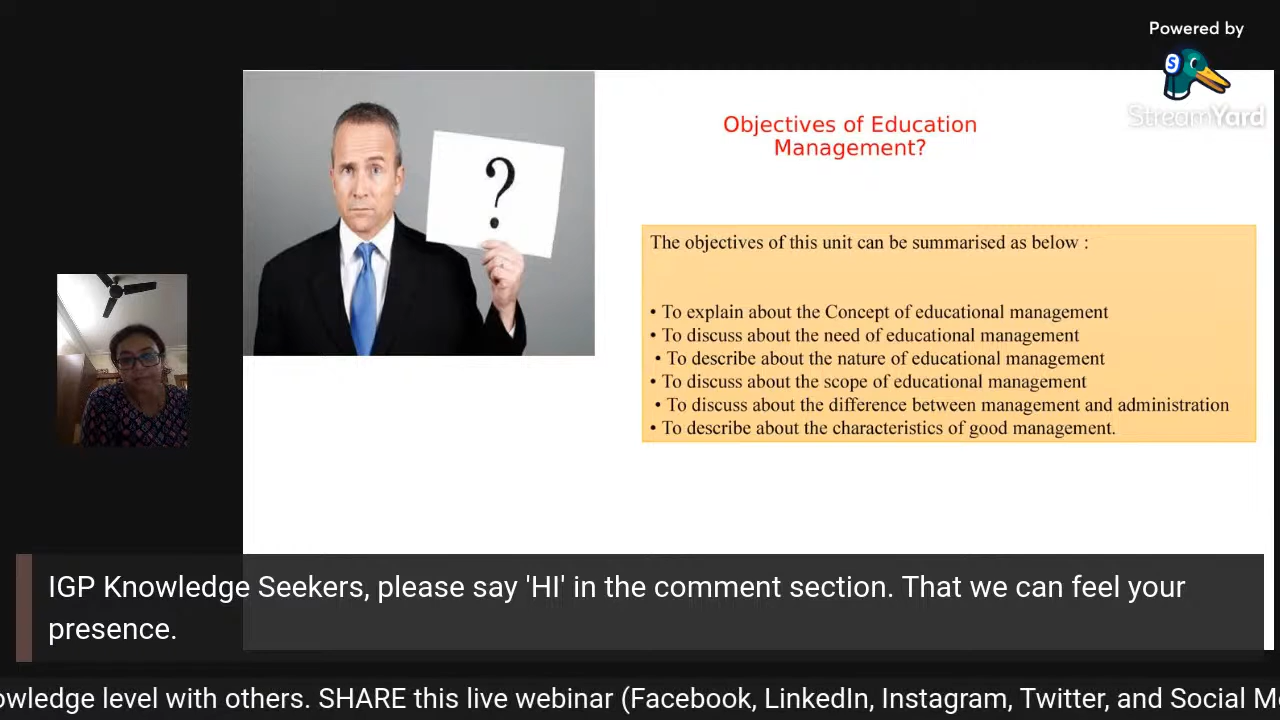 Powered by
StreamYard
Objectives of Education
Management?
?
The objectives of this unit can be summarised as below :
• To explain about the Concept of educational management
• To discuss about the need of educational management
• To describe about the nature of educational management
• To discuss about the scope of educational management
• To discuss about the difference between management and administration
• To describe about the characteristics of good management.
IGP Knowledge Seekers, please say 'HI' in the comment section. That we can feel your
presence.
owledge level with others. SHARE this live webinar (Facebook, LinkedIn, Instagram, Twitter, and Social M